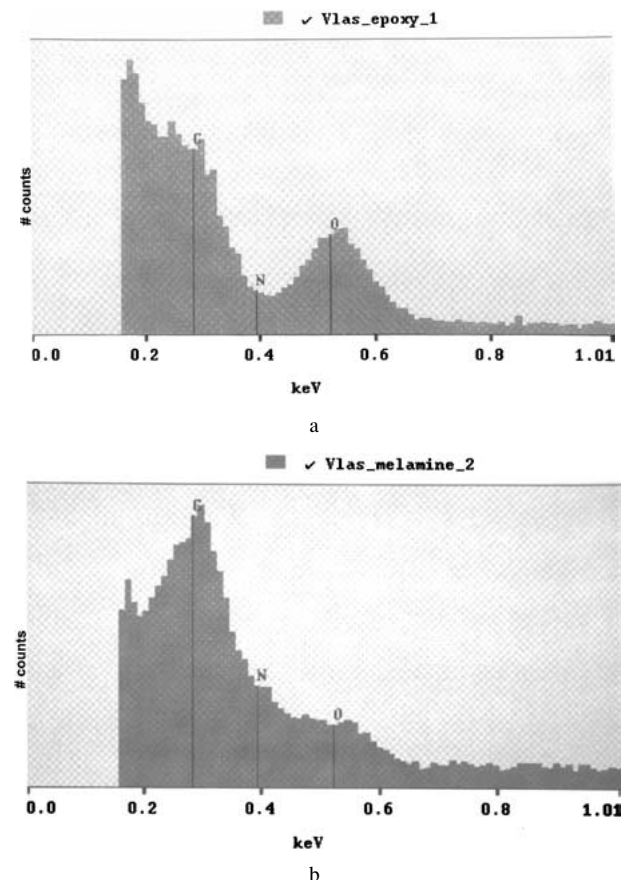 ✓ Vlas_epoxy_1
# counts
C
N
O
0.0 0.2 0.4 0.6 0.8 1.01
keV
a
✓ Vlas_melamine_2
# counts
C
N
O
0.0 0.2 0.4 0.6 0.8 1.01
keV
b